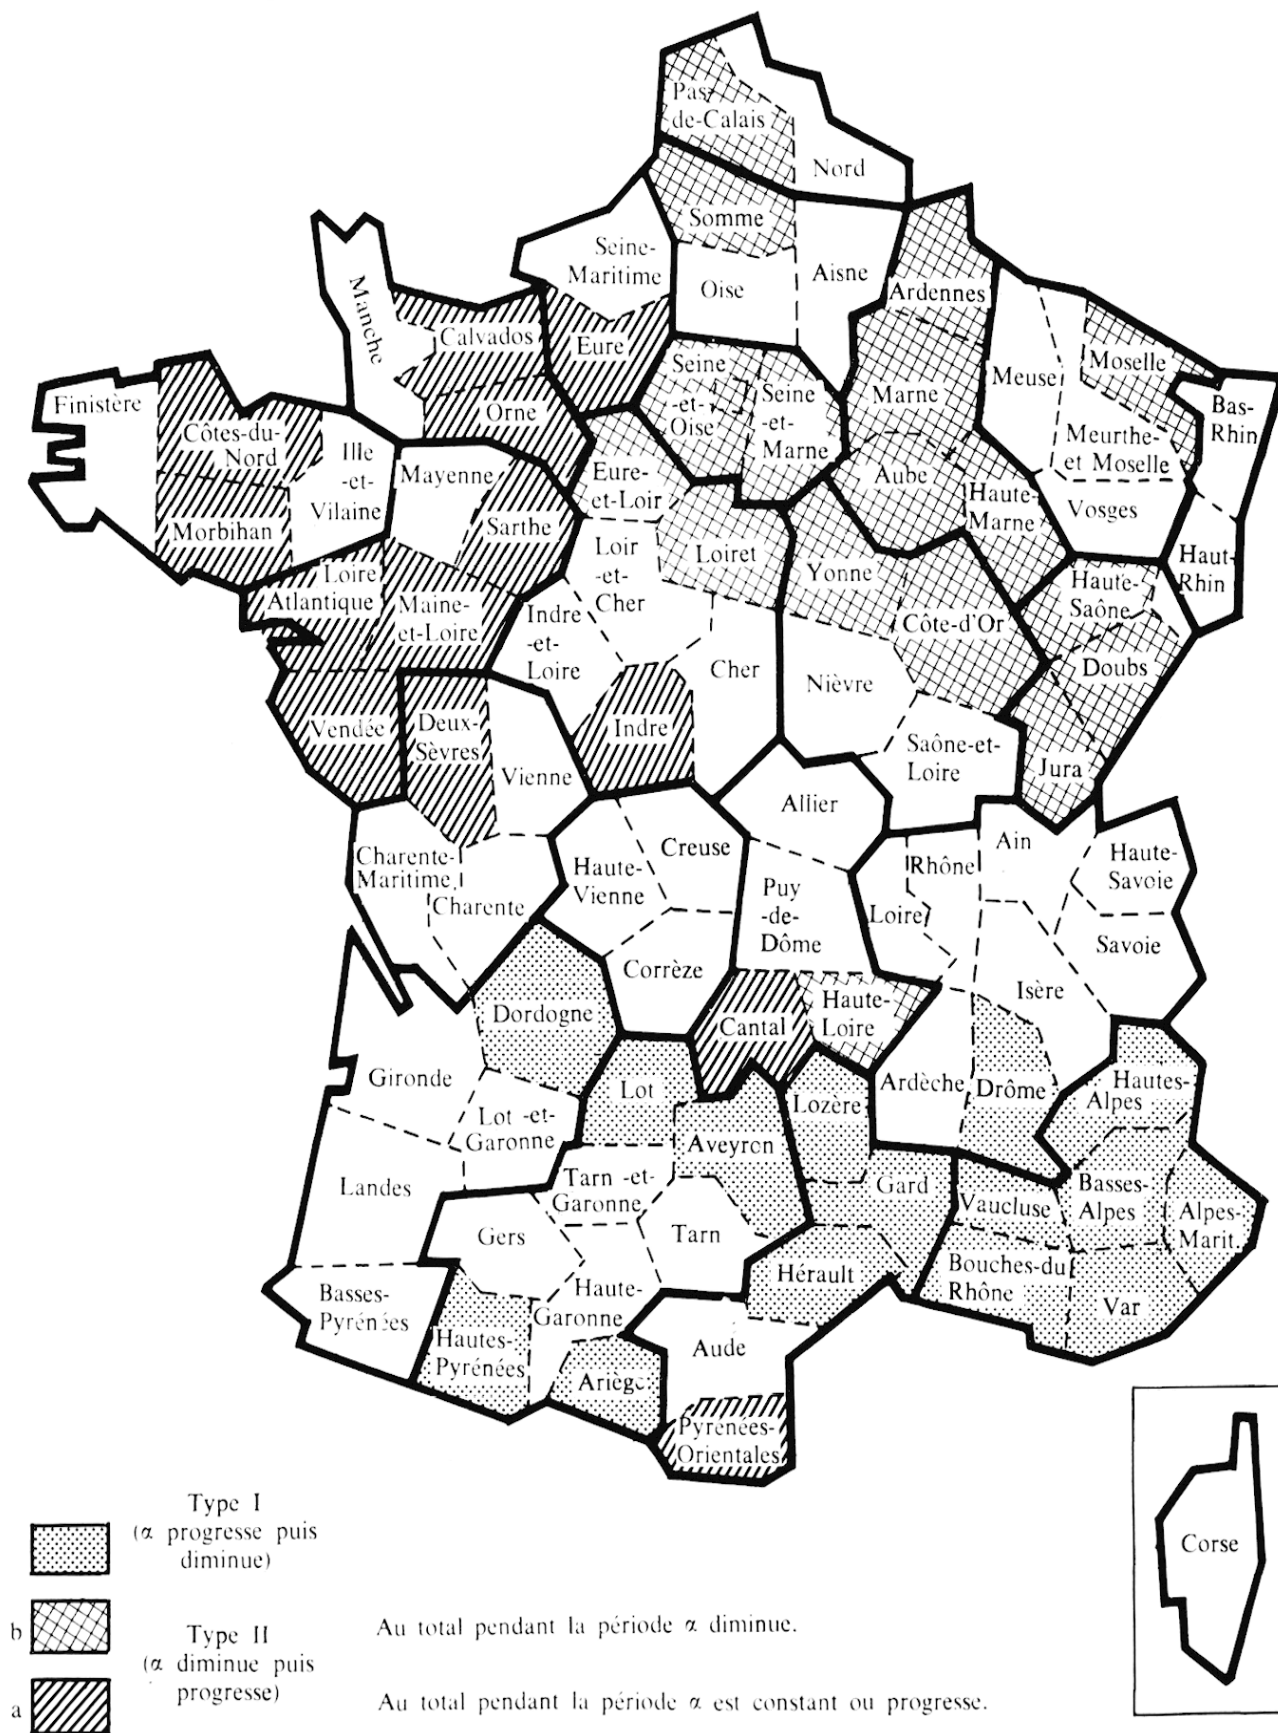 Pas-
de-Calais
Nord
Somme
Seine-
Maritime
Oise
Aisne
Ardennes
Manche
Calvados
Eure
Seine
-et-
Oise
Seine
-et-
Marne
Marne
Meuse
Moselle
Bas-
Rhin
Finistère
Côtes-du-
Nord
Ille
-et-
Vilaine
Orne
Mayenne
Eure-
et-Loir
Aube
Haute-
Marne
Meurthe-
et Moselle
Vosges
Haut-
Rhin
Morbihan
Sarthe
Loir
-et-
Cher
Loiret
Yonne
Haute-
Saône
Loire
Atlantique
Maine-
et-Loire
Indre
-et-
Loire
Cher
Nièvre
Côte-d'Or
Doubs
Vendée
Deux-
Sèvres
Vienne
Indre
Saône-et-
Loire
Jura
Allier
Charente-
Maritime
Charente
Haute-
Vienne
Creuse
Puy
-de-
Dôme
Loire
Rhône
Ain
Haute-
Savoie
Savoie
Corrèze
Isère
Dordogne
Cantal
Haute-
Loire
Gironde
Lot
Lozère
Ardèche
Drôme
Hautes-
Alpes
Lot -et-
Garonne
Aveyron
Landes
Tarn -et-
Garonne
Gard
Vaucluse
Basses-
Alpes
Alpes-
Marit.
Gers
Tarn
Hérault
Bouches-du
Rhône
Var
Basses-
Pyrénées
Haute-
Garonne
Hautes-
Pyrénées
Ariège
Aude
Pyrénées-
Orientales
Corse
Type I
(α progresse puis
diminue)
b
Type II
(α diminue puis
progresse)
Au total pendant la période α diminue.
a
Au total pendant la période α est constant ou progresse.